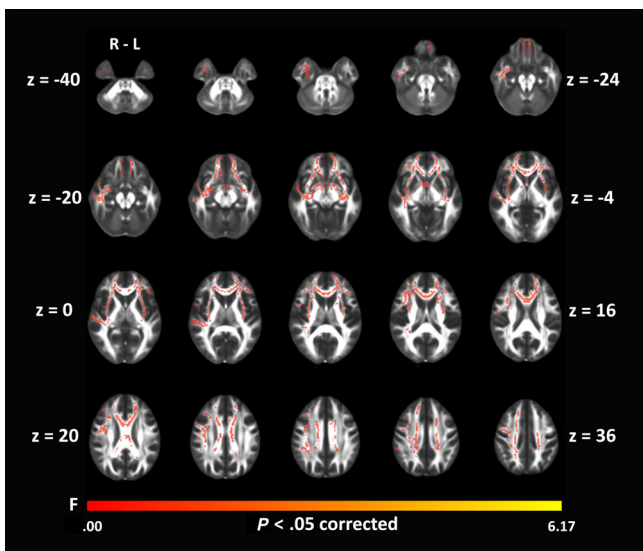 R - L
z = -40
z = -24
z = -20
z = -4
z = 0
z = 16
z = 20
z = 36
F
.00
P < .05 corrected
6.17